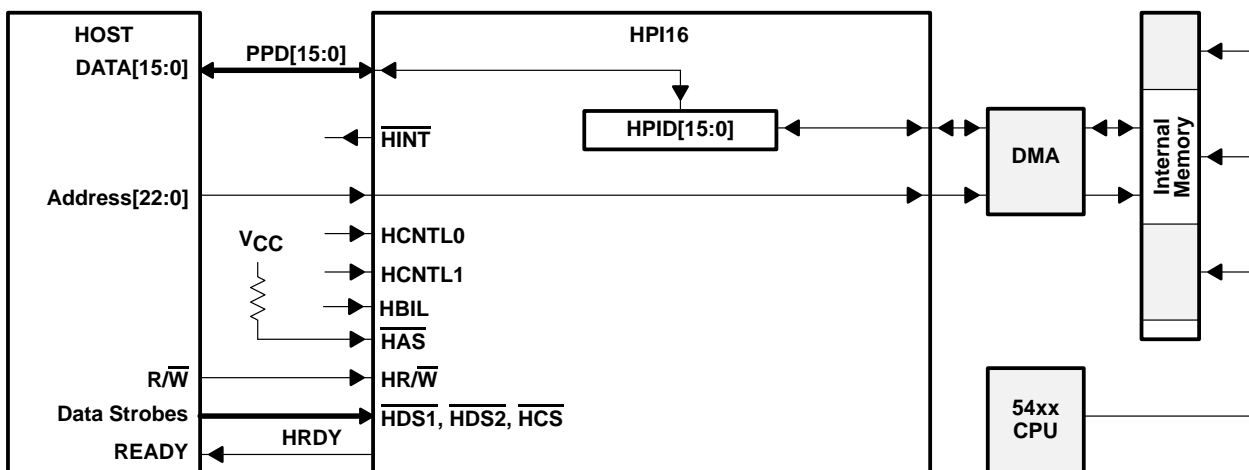 HOST
HPI16
DATA[15:0]
PPD[15:0]
HPID[15:0]
HINT
DMA
Internal
Memory
Address[22:0]
VCC
HCNTL0
HCNTL1
HBIL
HAS
R/W
HR/W
Data Strobes
HDS1, HDS2, HCS
54xx
CPU
READY
HRDY